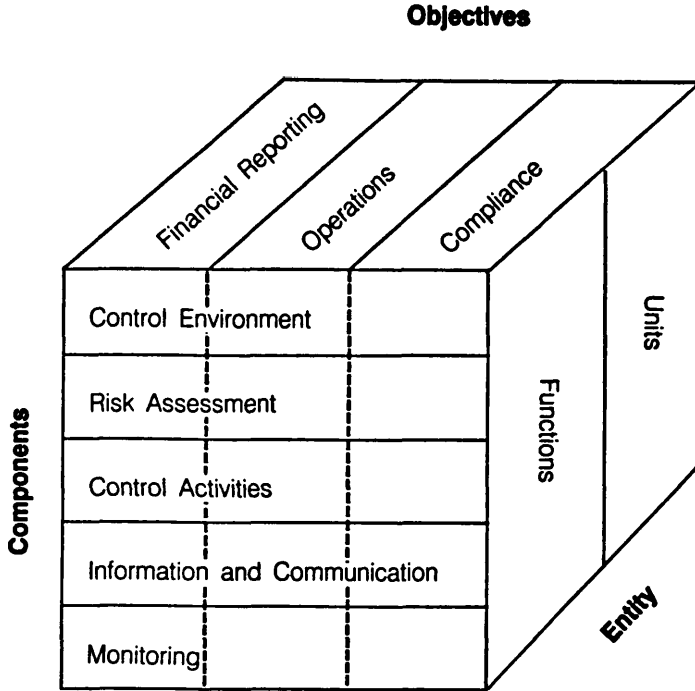 Objectives
Financial Reporting
Operations
Compliance
Components
Control Environment
Risk Assessment
Control Activities
Information and Communication
Monitoring
Functions
Units
Entity